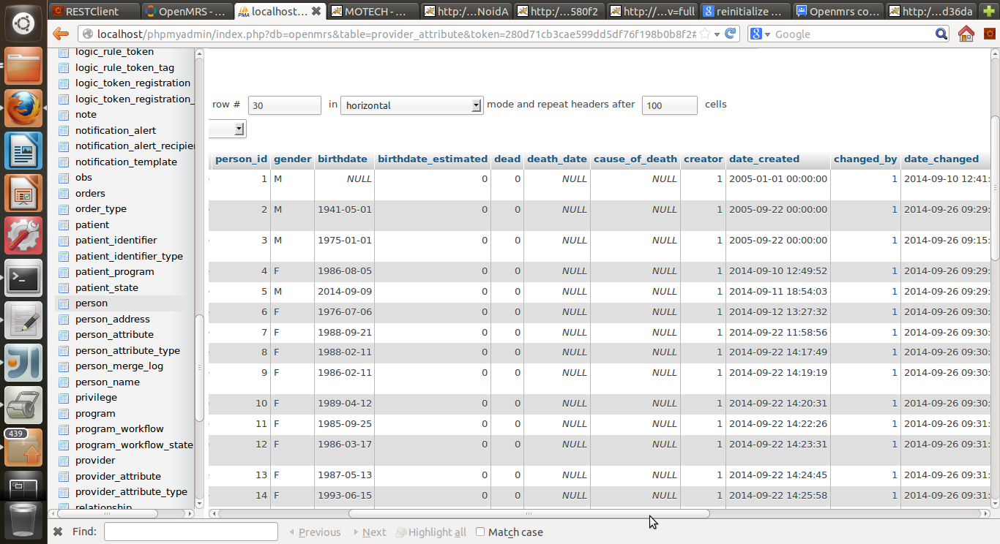 RESTClient OpenMRS - ... localhost... MOTECH - ... http:/...NoidA http:/...580f2 http://...v=full reinitialize ... Openmrs co... http:/...d36da
localhost/phpmyadmin/index.php?db=openmrs&table=provider_attribute&token=280d71cb3cae599dd5df76f198b0b8f2# Google
logic_rule_token
logic_rule_token_tag
logic_token_registration
logic_token_registration_
note
notification_alert
notification_alert_recipie
notification_template
obs
orders
order_type
patient
patient_identifier
patient_identifier_type
patient_program
patient_state
person
person_address
person_attribute
person_attribute_type
person_merge_log
person_name
privilege
program
program_workflow
program_workflow_state
provider
provider_attribute
provider_attribute_type
relationship
439
row # 30 in horizontal mode and repeat headers after 100 cells
person_id gender birthdate birthdate_estimated dead death_date cause_of_death creator date_created changed_by date_changed
1 M NULL 0 0 NULL NULL 1 2005-01-01 00:00:00 1 2014-09-10 12:41:
2 M 1941-05-01 0 0 NULL NULL 1 2005-09-22 00:00:00 1 2014-09-26 09:29:
3 M 1975-01-01 0 0 NULL NULL 1 2005-09-22 00:00:00 1 2014-09-26 09:15:
4 F 1986-08-05 0 0 NULL NULL 1 2014-09-10 12:49:52 1 2014-09-26 09:29:
5 M 2014-09-09 0 0 NULL NULL 1 2014-09-11 18:54:03 1 2014-09-26 09:29:
6 F 1976-07-06 0 0 NULL NULL 1 2014-09-12 13:27:32 1 2014-09-26 09:30:
7 F 1988-09-21 0 0 NULL NULL 1 2014-09-22 11:58:56 1 2014-09-26 09:30:
8 F 1988-02-11 0 0 NULL NULL 1 2014-09-22 14:17:49 1 2014-09-26 09:30:
9 F 1986-02-11 0 0 NULL NULL 1 2014-09-22 14:19:19 1 2014-09-26 09:30:
10 F 1989-04-12 0 0 NULL NULL 1 2014-09-22 14:20:31 1 2014-09-26 09:30:
11 F 1985-09-25 0 0 NULL NULL 1 2014-09-22 14:22:26 1 2014-09-26 09:31:
12 F 1986-03-17 0 0 NULL NULL 1 2014-09-22 14:23:31 1 2014-09-26 09:31:
13 F 1987-05-13 0 0 NULL NULL 1 2014-09-22 14:24:45 1 2014-09-26 09:31:
14 F 1993-06-15 0 0 NULL NULL 1 2014-09-22 14:25:58 1 2014-09-26 09:31:
Find: Previous Next Highlight all Match case